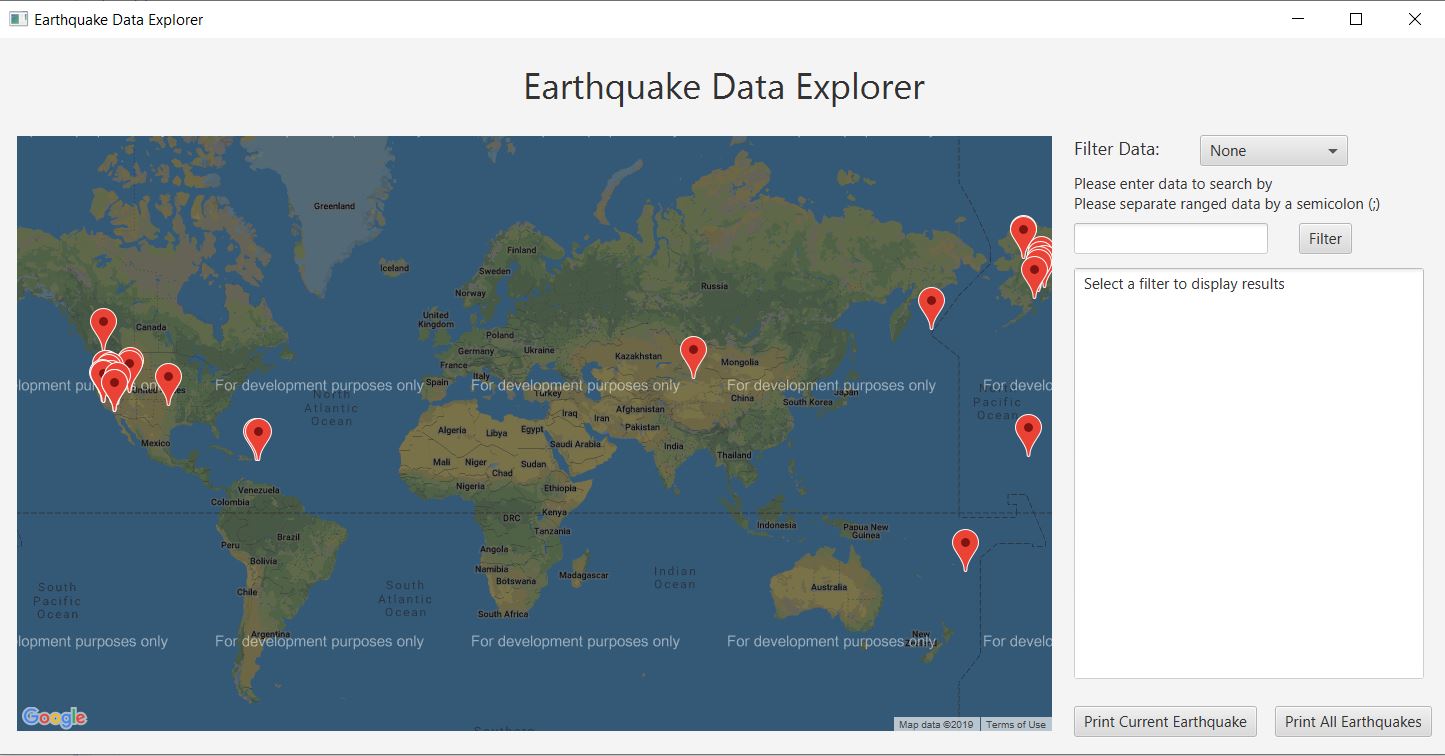 Earthquake Data Explorer
Earthquake Data Explorer
Filter Data:
None
Please enter data to search by
Please separate ranged data by a semicolon (;)
Filter
Select a filter to display results
Greenland
Iceland
Finland
Sweden
Norway
Russia
United
Kingdom
Canada
Poland
Germany
Ukraine
Kazakhstan
Mongolia
France
Italy
Spain
Turkey
China
Japan
South Korea
lopment purposes only
For development purposes only
For development purposes only
For development purposes only
For develo
North
Atlantic
Ocean
North
Pacific
Ocean
Mexico
Afghanistan
Iraq
Iran
Pakistan
Algeria
Libya
Egypt
Saudi Arabia
India
Thailand
Mali
Niger
Chad
Sudan
Nigeria
Ethiopia
Venezuela
Colombia
DRC
Kenya
Tanzania
Indonesia
Papua New
Guinea
Peru
Brazil
Bolivia
Angola
Namibia
Botswana
Madagascar
Indian
Ocean
Australia
South
Pacific
Ocean
Chile
South
Atlantic
Ocean
South Africa
Argentina
New
lopment purposes only
For development purposes only
For development purposes only
For development purposes only
For develo
Google
Map data ©2019
Terms of Use
Print Current Earthquake
Print All Earthquakes